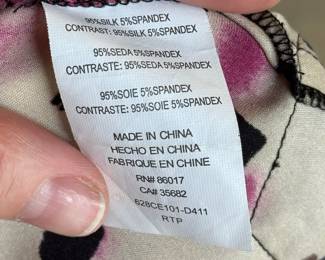 95%SILK 5%SPANDEX
CONTRAST: 95%SILK 5%SPANDEX
95%SEDA 5%SPANDEX
CONTRASTE: 95%SEDA 5%SPANDEX
95%SOIE 5%SPANDEX
CONTRASTE: 95%SOIE 5%SPANDEX
MADE IN CHINA
HECHO EN CHINA
FABRIQUE EN CHINE
RN# 86017
CA# 35682
628CE101-D411
RTP